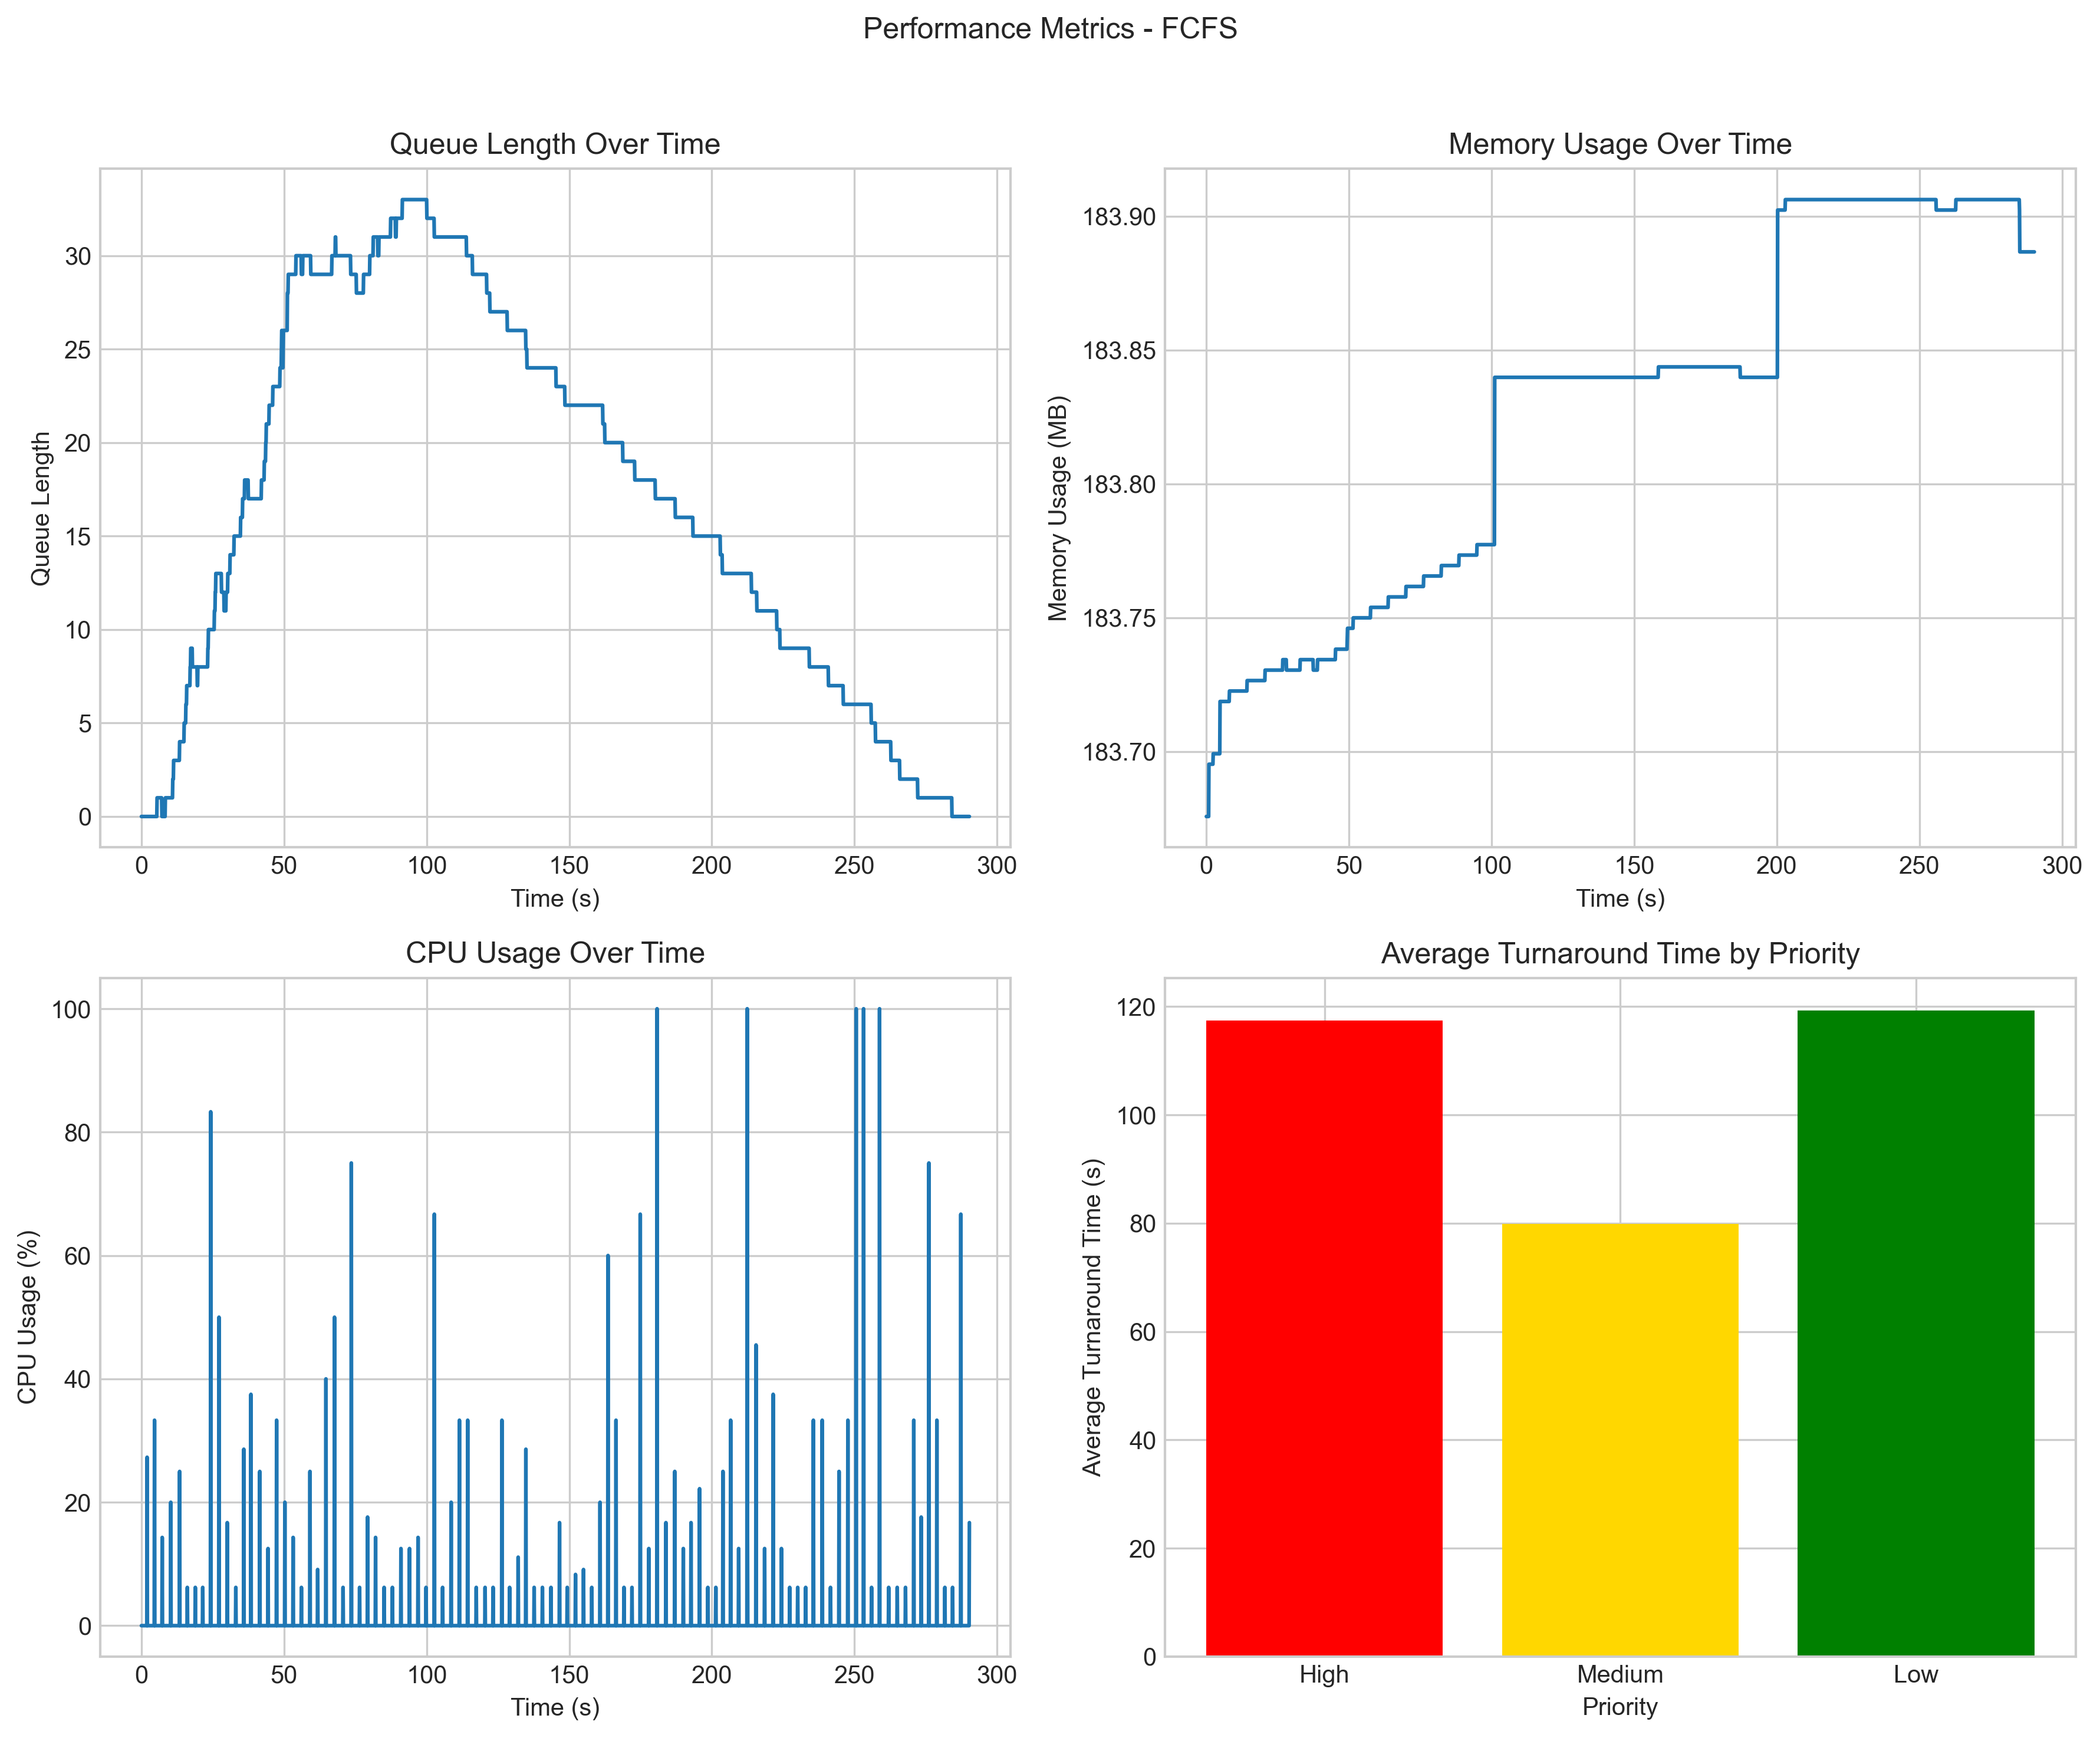 Performance Metrics - FCFS
Queue Length Over Time
Queue Length
30
25
20
15
10
5
0
0 50 100 150 200 250 300
Time (s)
Memory Usage Over Time
Memory Usage (MB)
183.90
183.85
183.80
183.75
183.70
0 50 100 150 200 250 300
Time (s)
CPU Usage Over Time
CPU Usage (%)
100
80
60
40
20
0
0 50 100 150 200 250 300
Time (s)
Average Turnaround Time by Priority
Average Turnaround Time (s)
120
100
80
60
40
20
0
High Medium Low
Priority